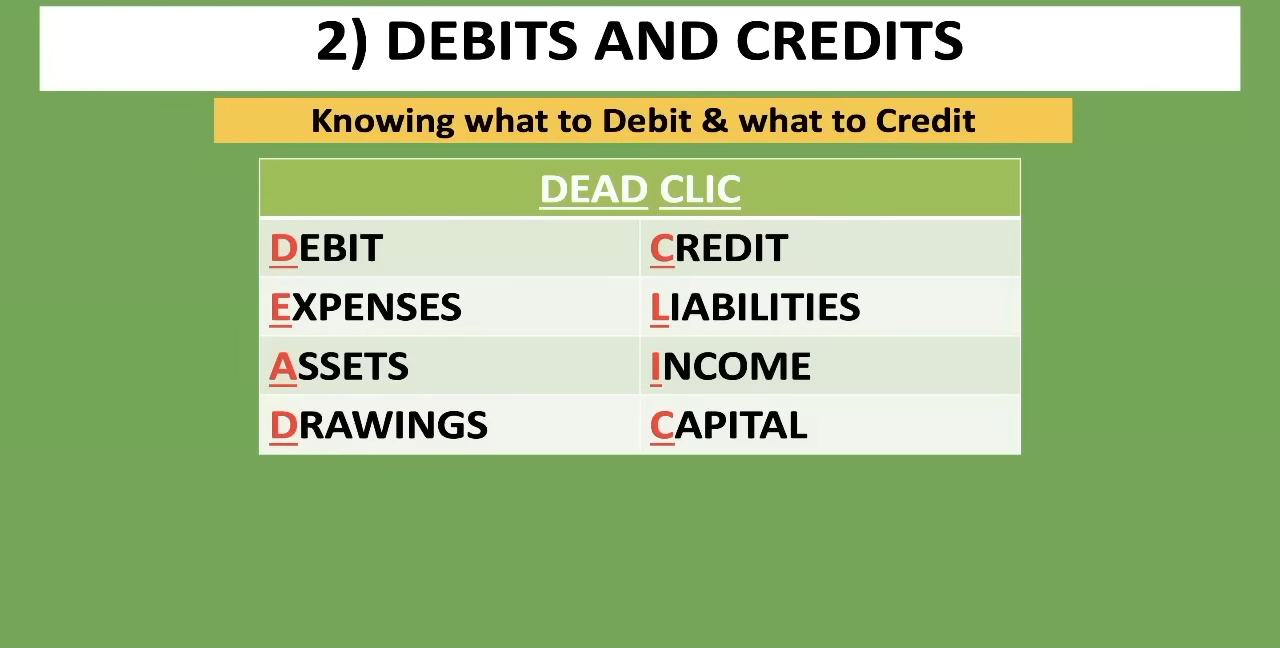 2) DEBITS AND CREDITS
Knowing what to Debit & what to Credit
DEAD CLIC
DEBIT CREDIT
EXPENSES LIABILITIES
ASSETS INCOME
DRAWINGS CAPITAL